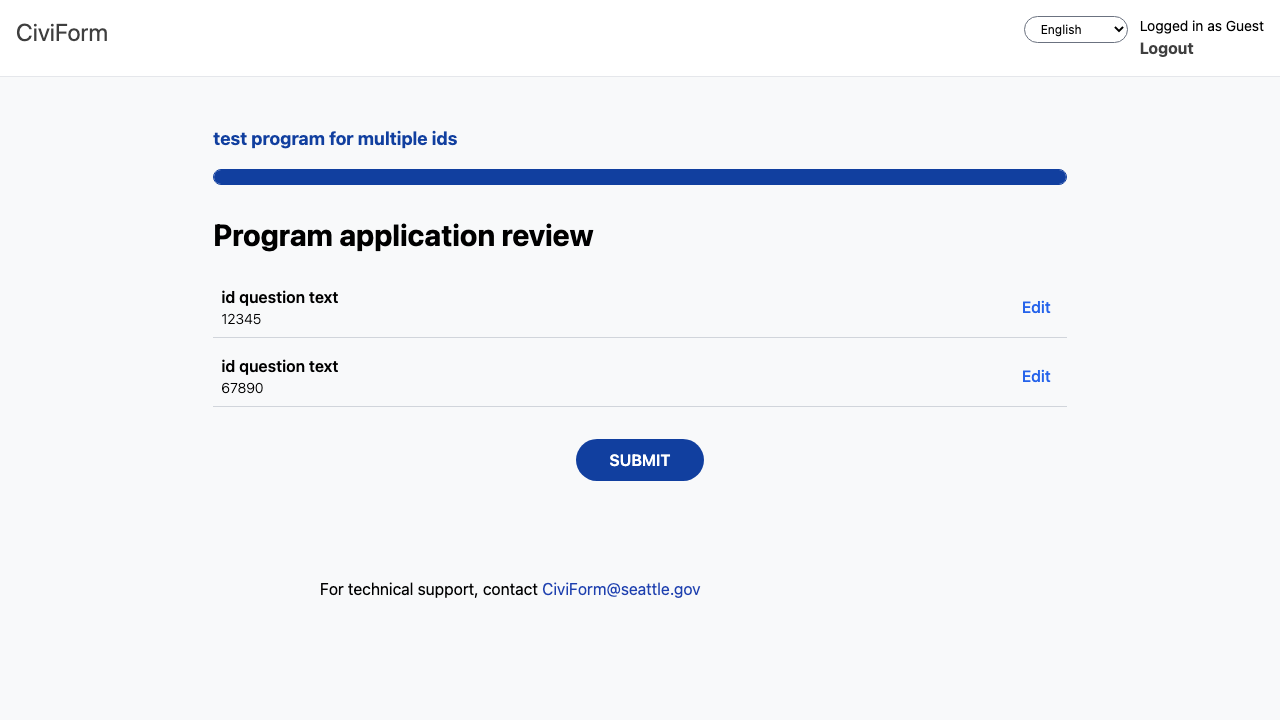 CiviForm
English
Logged in as Guest
Logout
test program for multiple ids
Program application review
id question text
12345
Edit
id question text
67890
Edit
SUBMIT
For technical support, contact CiviForm@seattle.gov